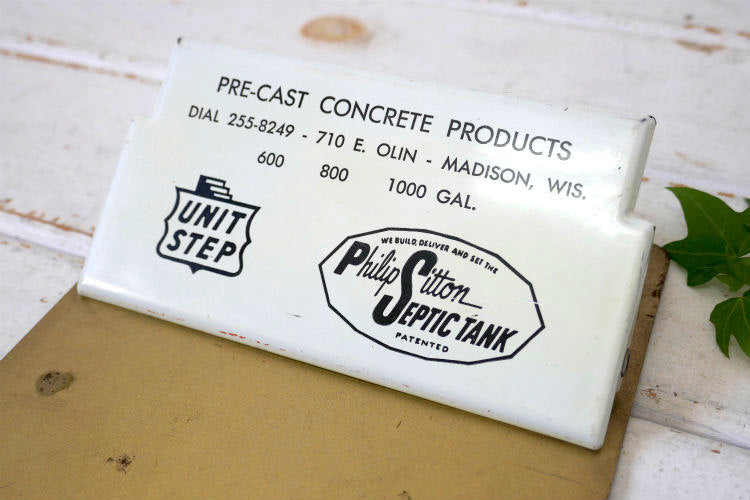 PRE-CAST CONCRETE PRODUCTS
DIAL 255-8249 - 710 E. OLIN - MADISON, WIS.
600 800 1000 GAL.
UNIT
STEP
WE BUILD, DELIVER AND SET THE
Philip Sitton
SEPTIC TANK
PATENTED